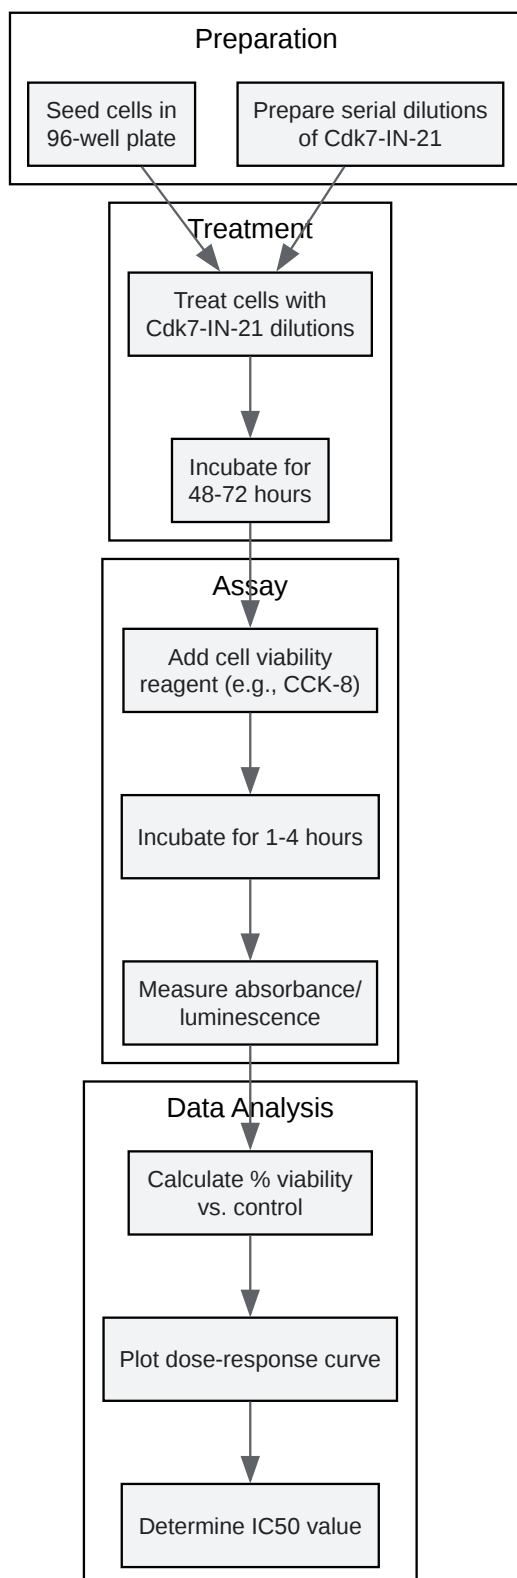 Preparation
Seed cells in
96-well plate
Prepare serial dilutions
of Cdk7-IN-21
Treatment
Treat cells with
Cdk7-IN-21 dilutions
Incubate for
48-72 hours
Assay
Add cell viability
reagent (e.g., CCK-8)
Incubate for 1-4 hours
Measure absorbance/
luminescence
Data Analysis
Calculate % viability
vs. control
Plot dose-response curve
Determine IC50 value